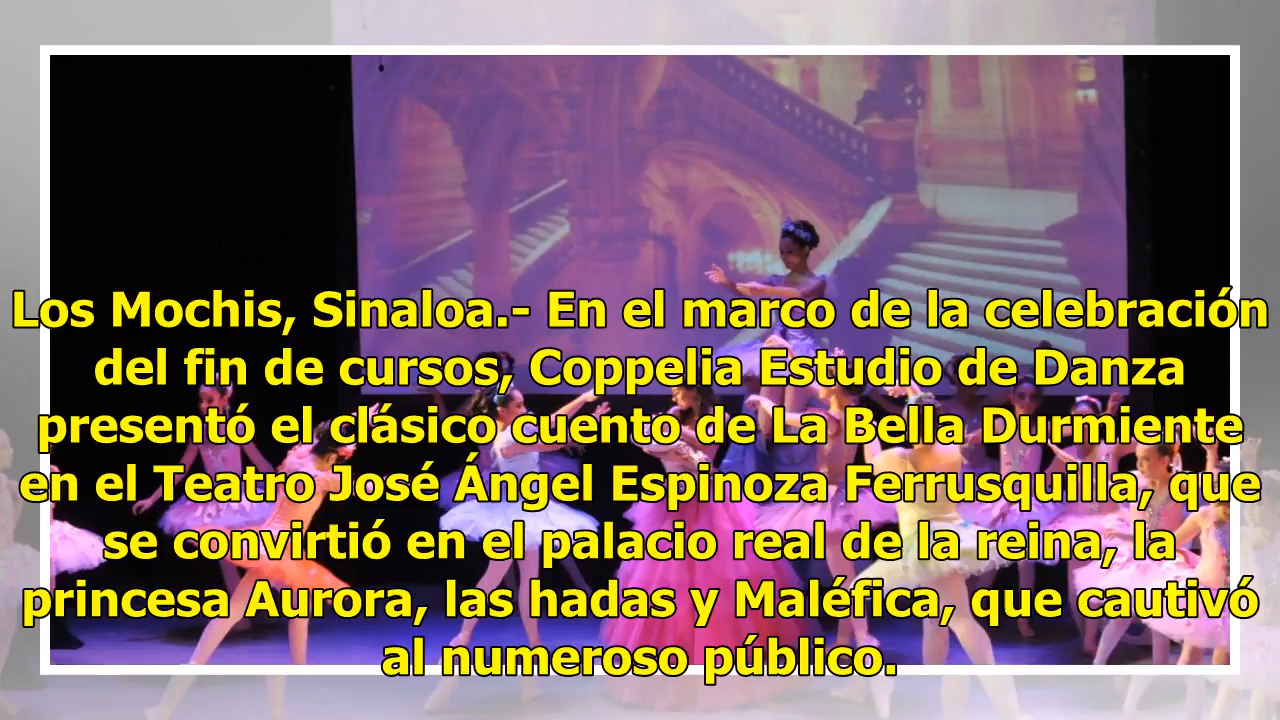 Los Mochis, Sinaloa.- En el marco de la celebración
del fin de cursos, Coppelia Estudio de Danza
presentó el clásico cuento de La Bella Durmiente
en el Teatro José Ángel Espinoza Ferrusquilla, que
se convirtió en el palacio real de la reina, la
princesa Aurora, las hadas y Maléfica, que cautivó
al numeroso público.